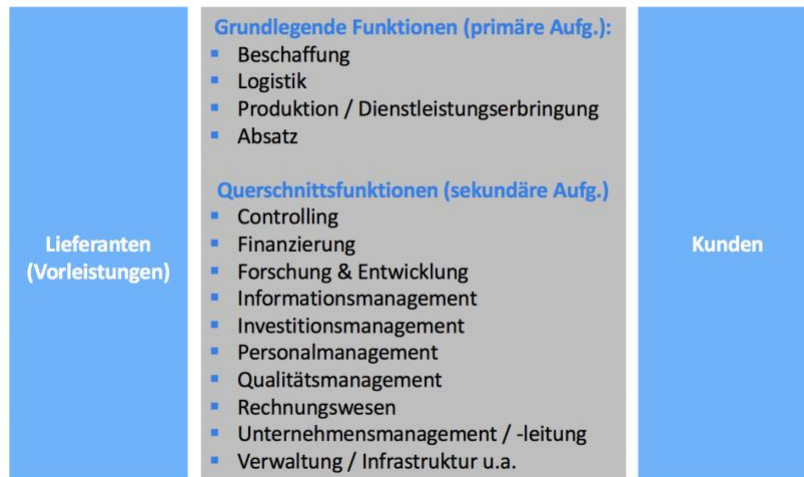 Grundlegende Funktionen (primäre Aufg.):
▪ Beschaffung
▪ Logistik
▪ Produktion / Dienstleistungserbringung
▪ Absatz
Querschnittsfunktionen (sekundäre Aufg.)
▪ Controlling
▪ Finanzierung
▪ Forschung & Entwicklung
▪ Informationsmanagement
▪ Investitionsmanagement
▪ Personalmanagement
▪ Qualitätsmanagement
▪ Rechnungswesen
▪ Unternehmensmanagement / -leitung
▪ Verwaltung / Infrastruktur u.a.
Lieferanten
(Vorleistungen)
Kunden